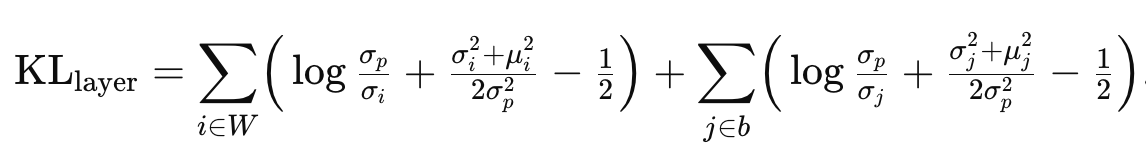 KL_layer = ∑_{i∈W} ( log σ_p/σ_i + (σ_i^2+μ_i^2)/(2σ_p^2) − 1/2 ) + ∑_{j∈b} ( log σ_p/σ_j + (σ_j^2+μ_j^2)/(2σ_p^2) − 1/2 ).